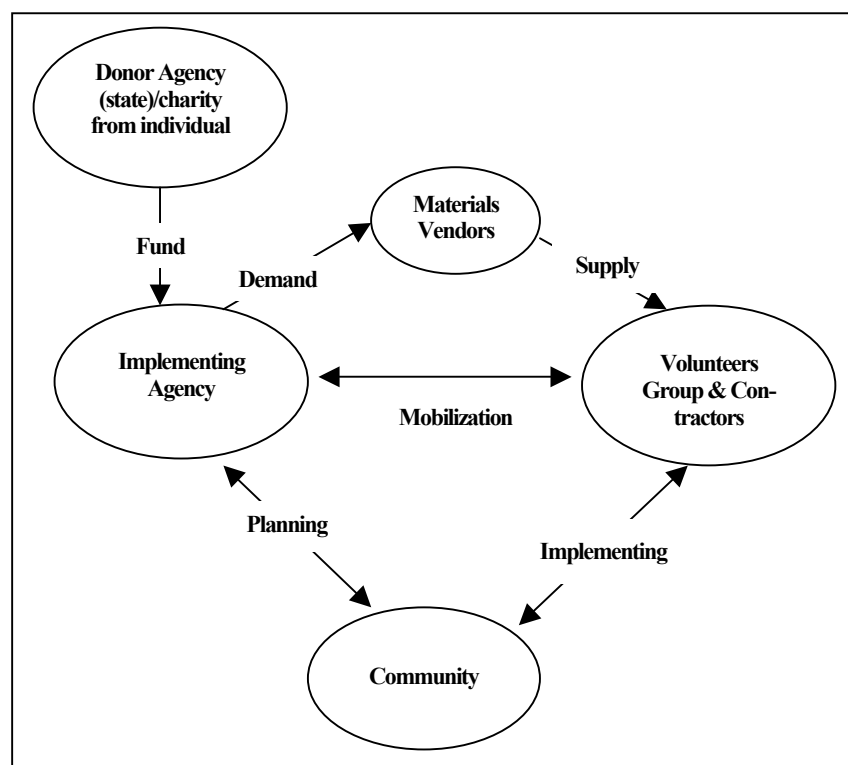 Donor Agency
(state)/charity
from individual
Materials
Vendors
Fund
Supply
Demand
Implementing
Agency
Volunteers
Group & Con-
tractors
Mobilization
Planning
Implementing
Community